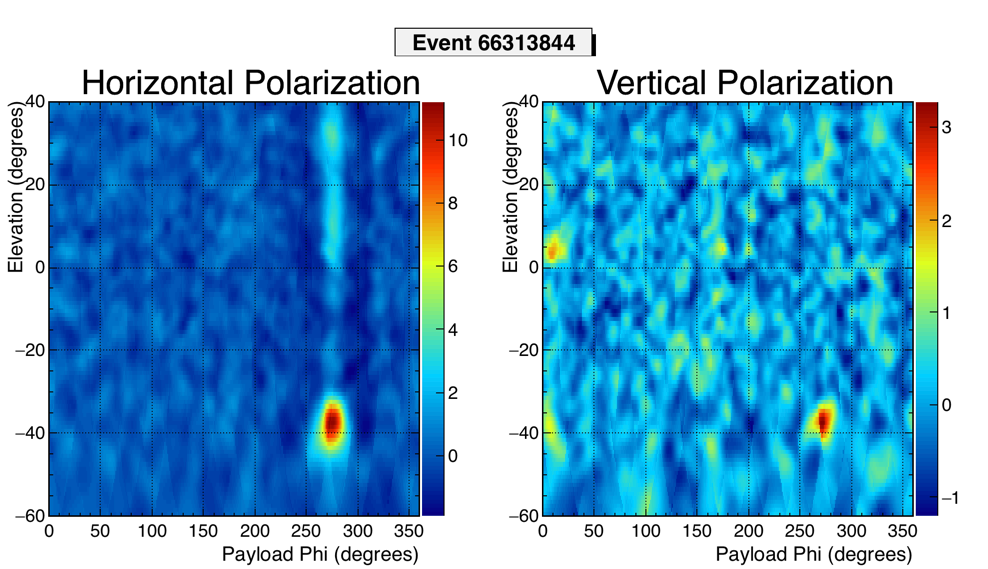 Event 66313844
Horizontal Polarization
Elevation (degrees)
40
20
0
−20
−40
−60
0 50 100 150 200 250 300 350
Payload Phi (degrees)
10
8
6
4
2
0
Vertical Polarization
Elevation (degrees)
40
20
0
−20
−40
−60
0 50 100 150 200 250 300 350
Payload Phi (degrees)
3
2
1
0
−1